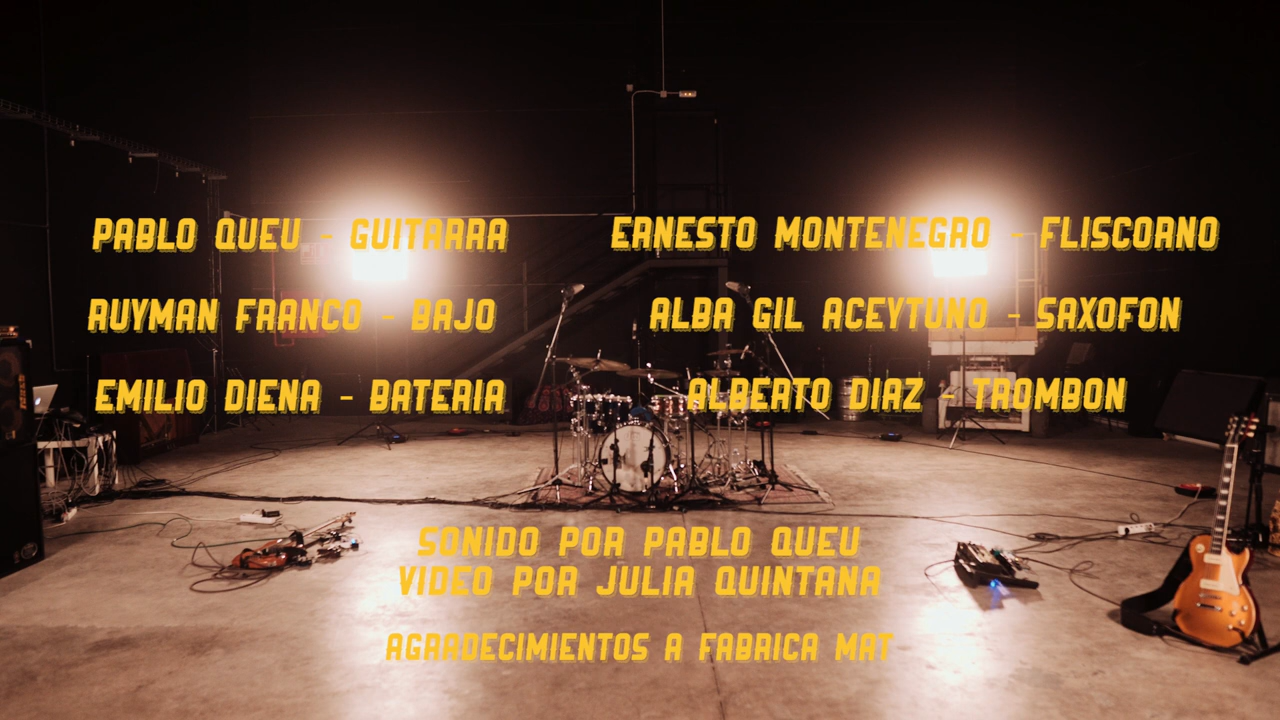 PABLO QUEU - GUITARRA
RUYMAN FRANCO - BAJO
EMILIO DIENA - BATERIA
ERNESTO MONTENEGRO - FLISCORNO
ALBA GIL ACEYTUNO - SAXOFON
ALBERTO DIAZ - TROMBON
SONIDO POR PABLO QUEU
VIDEO POR JULIA QUINTANA
AGRADECIMIENTOS A FABRICA MAT